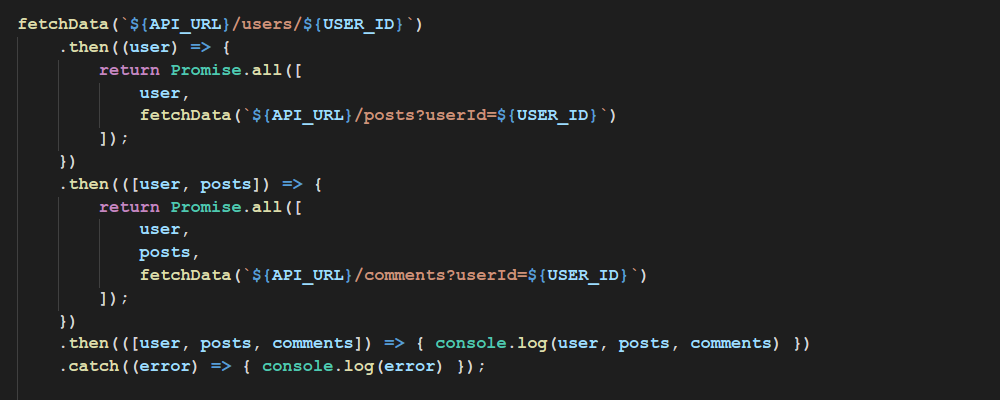 fetchData(`${API_URL}/users/${USER_ID}`)
    .then((user) => {
        return Promise.all([
            user,
            fetchData(`${API_URL}/posts?userId=${USER_ID}`)
        ]);
    })
    .then(([user, posts]) => {
        return Promise.all([
            user,
            posts,
            fetchData(`${API_URL}/comments?userId=${USER_ID}`)
        ]);
    })
    .then(([user, posts, comments]) => { console.log(user, posts, comments) })
    .catch((error) => { console.log(error) });